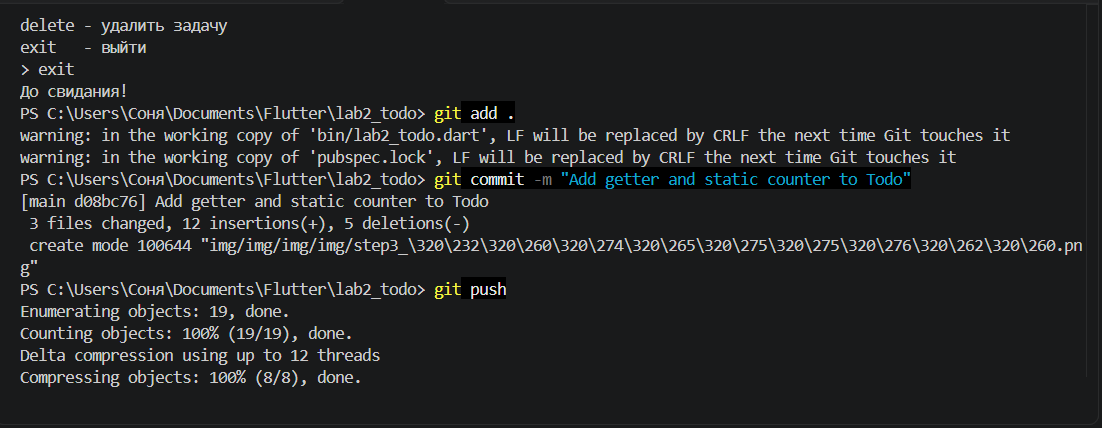 delete - удалить задачу
exit   - выйти
> exit
До свидания!
PS C:\Users\Соня\Documents\Flutter\lab2_todo> git add .
warning: in the working copy of 'bin/lab2_todo.dart', LF will be replaced by CRLF the next time Git touches it
warning: in the working copy of 'pubspec.lock', LF will be replaced by CRLF the next time Git touches it
PS C:\Users\Соня\Documents\Flutter\lab2_todo> git commit -m "Add getter and static counter to Todo"
[main d08bc76] Add getter and static counter to Todo
 3 files changed, 12 insertions(+), 5 deletions(-)
 create mode 100644 "img/img/img/img/step3_\320\232\320\260\320\274\320\265\320\275\320\275\320\276\320\262\320\260.pn
g"
PS C:\Users\Соня\Documents\Flutter\lab2_todo> git push
Enumerating objects: 19, done.
Counting objects: 100% (19/19), done.
Delta compression using up to 12 threads
Compressing objects: 100% (8/8), done.